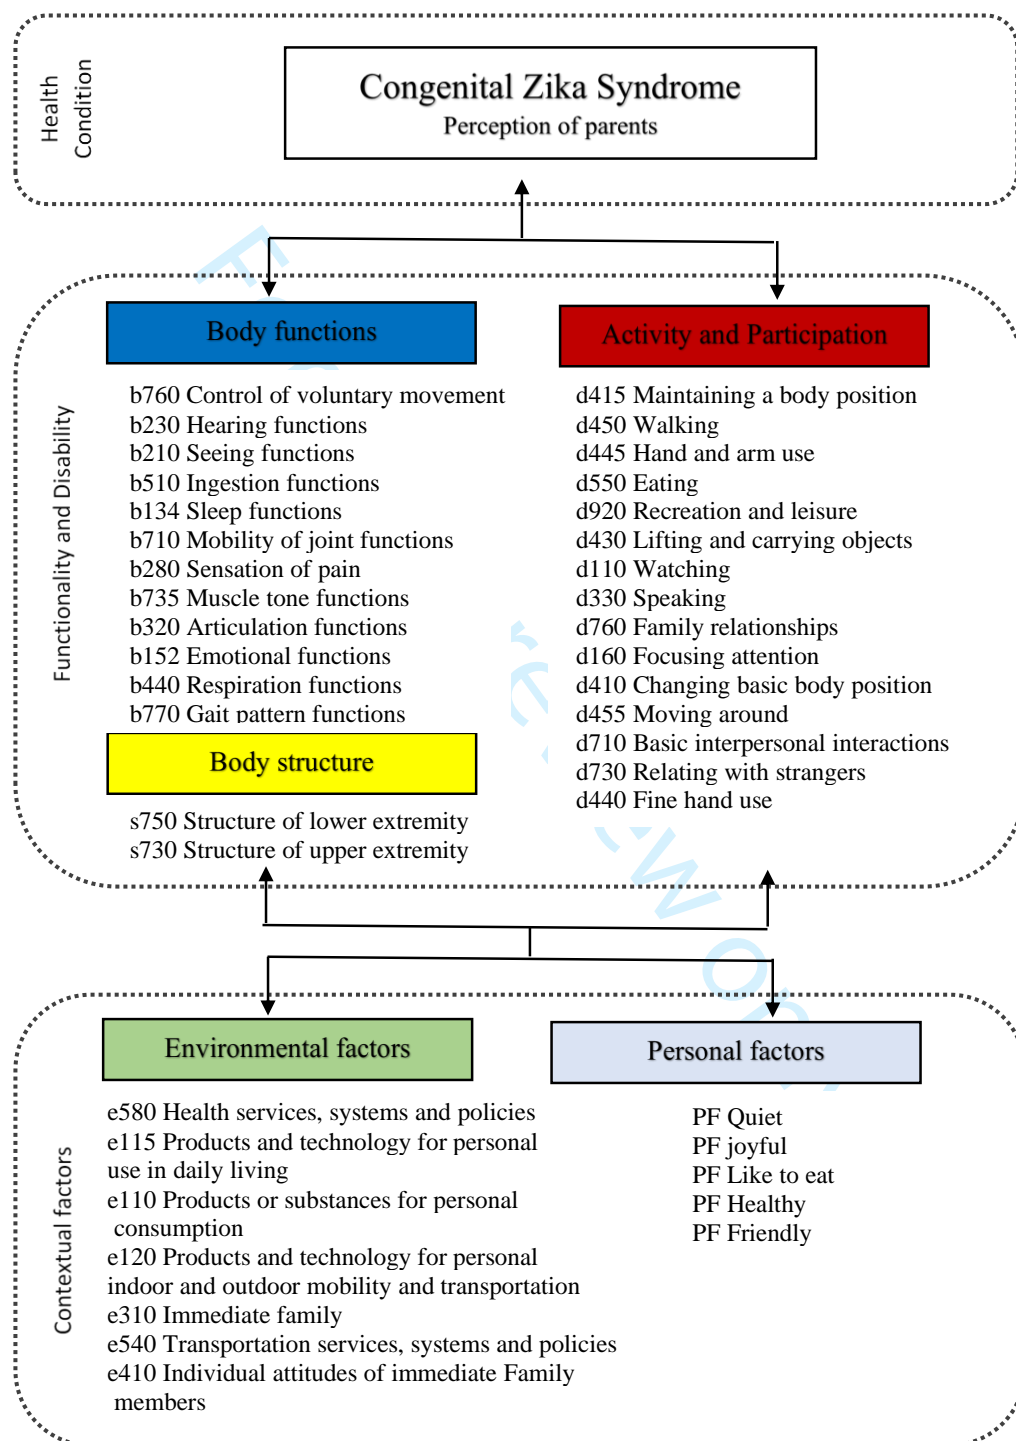 Health
Condition
Congenital Zika Syndrome
Perception of parents
Functionality and Disability
Body functions
b760 Control of voluntary movement
b230 Hearing functions
b210 Seeing functions
b510 Ingestion functions
b134 Sleep functions
b710 Mobility of joint functions
b280 Sensation of pain
b735 Muscle tone functions
b320 Articulation functions
b152 Emotional functions
b440 Respiration functions
b770 Gait pattern functions
Body structure
s750 Structure of lower extremity
s730 Structure of upper extremity
Activity and Participation
d415 Maintaining a body position
d450 Walking
d445 Hand and arm use
d550 Eating
d920 Recreation and leisure
d430 Lifting and carrying objects
d110 Watching
d330 Speaking
d760 Family relationships
d160 Focusing attention
d410 Changing basic body position
d455 Moving around
d710 Basic interpersonal interactions
d730 Relating with strangers
d440 Fine hand use
Contextual factors
Environmental factors
e580 Health services, systems and policies
e115 Products and technology for personal
use in daily living
e110 Products or substances for personal
consumption
e120 Products and technology for personal
indoor and outdoor mobility and transportation
e310 Immediate family
e540 Transportation services, systems and policies
e410 Individual attitudes of immediate Family
members
Personal factors
PF Quiet
PF joyful
PF Like to eat
PF Healthy
PF Friendly